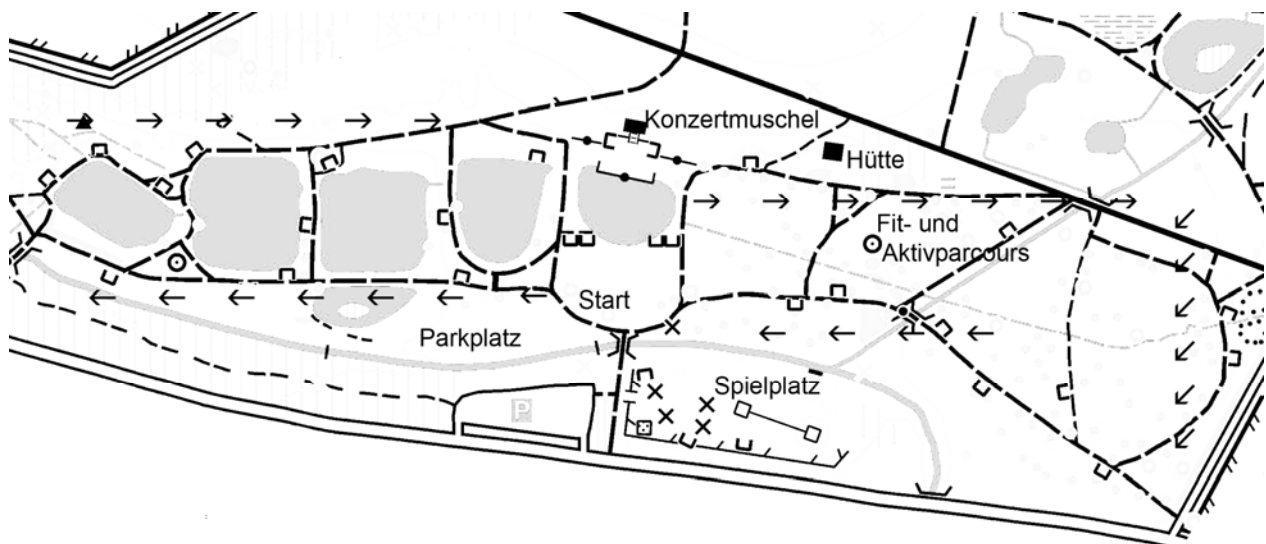 Konzertmuschel
Hütte
Fit- und
Aktivparcours
Start
Parkplatz
Spielplatz
P